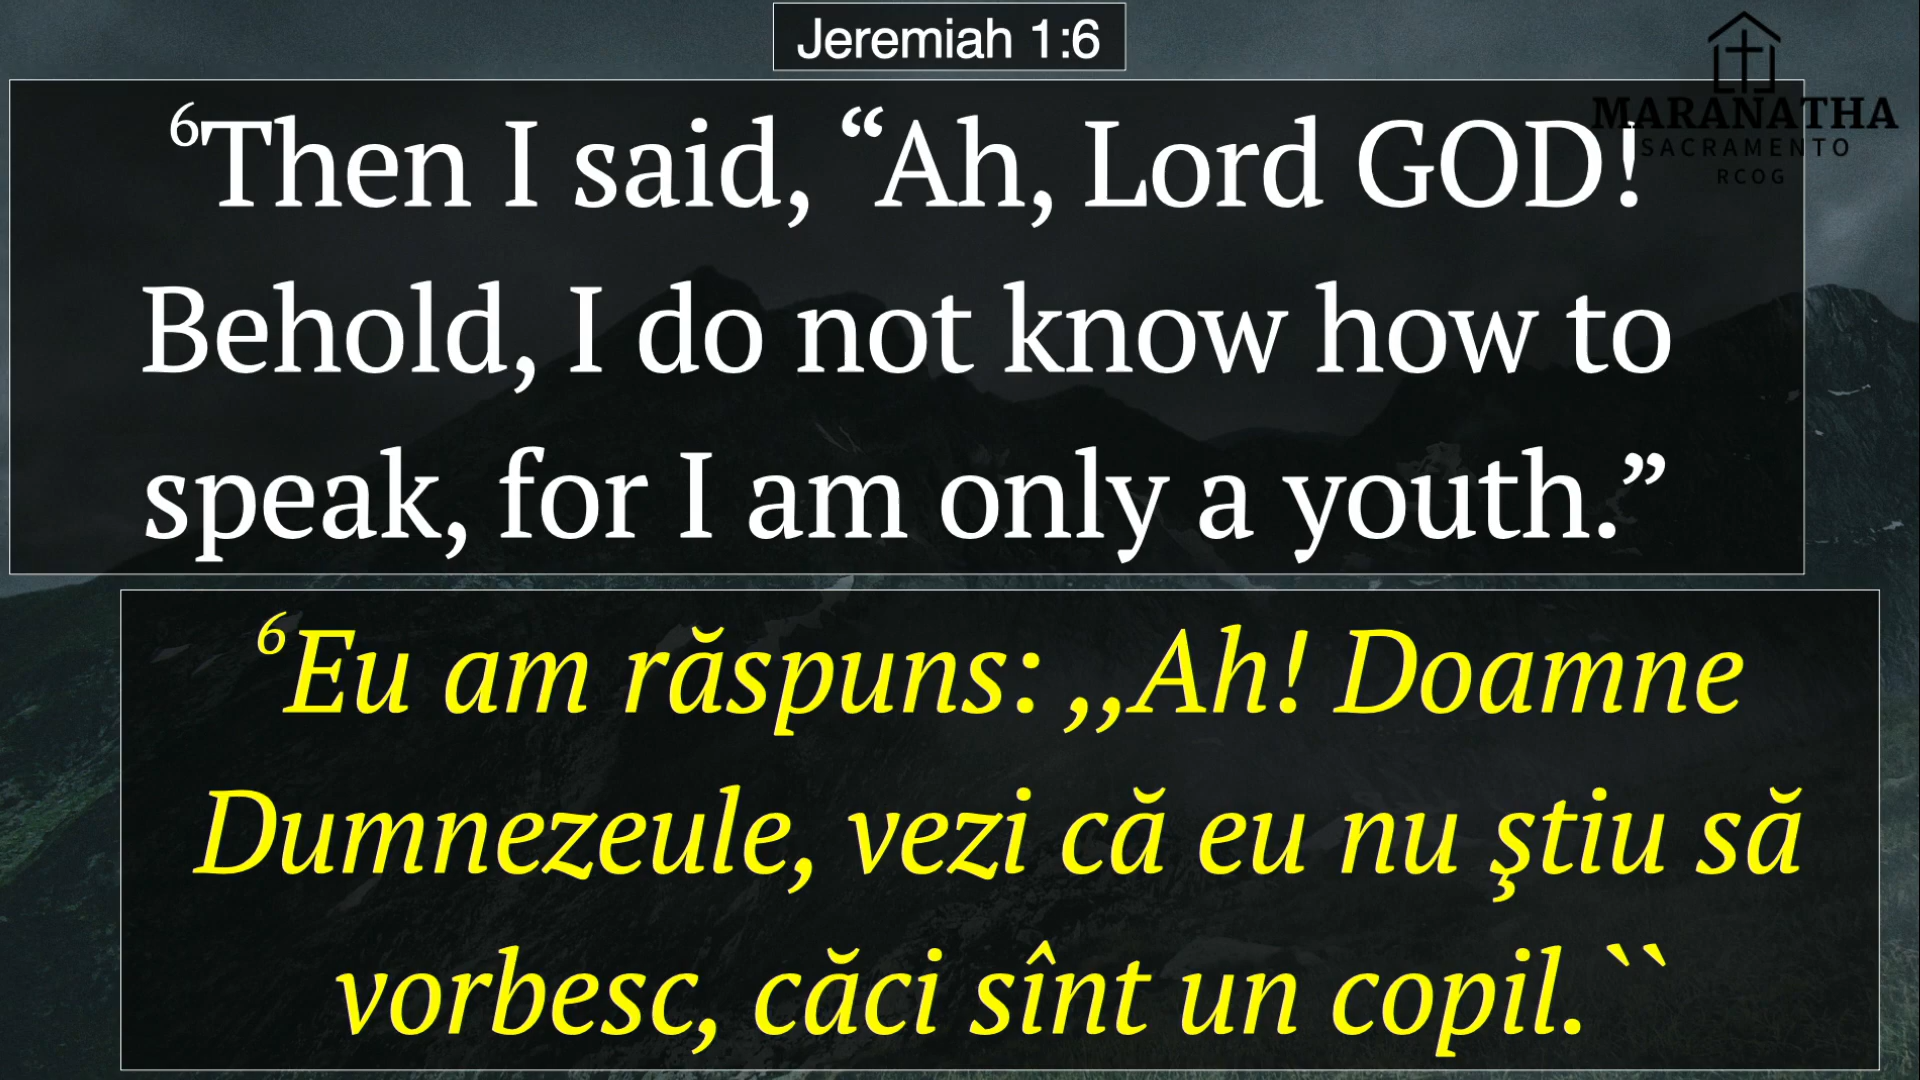 Jeremiah 1:6
MARANATHA
SACRAMENTO
RCOG
⁶Then I said, “Ah, Lord GOD!
Behold, I do not know how to
speak, for I am only a youth.”
⁶Eu am răspuns: ,,Ah! Doamne
Dumnezeule, vezi că eu nu ştiu să
vorbesc, căci sînt un copil.``